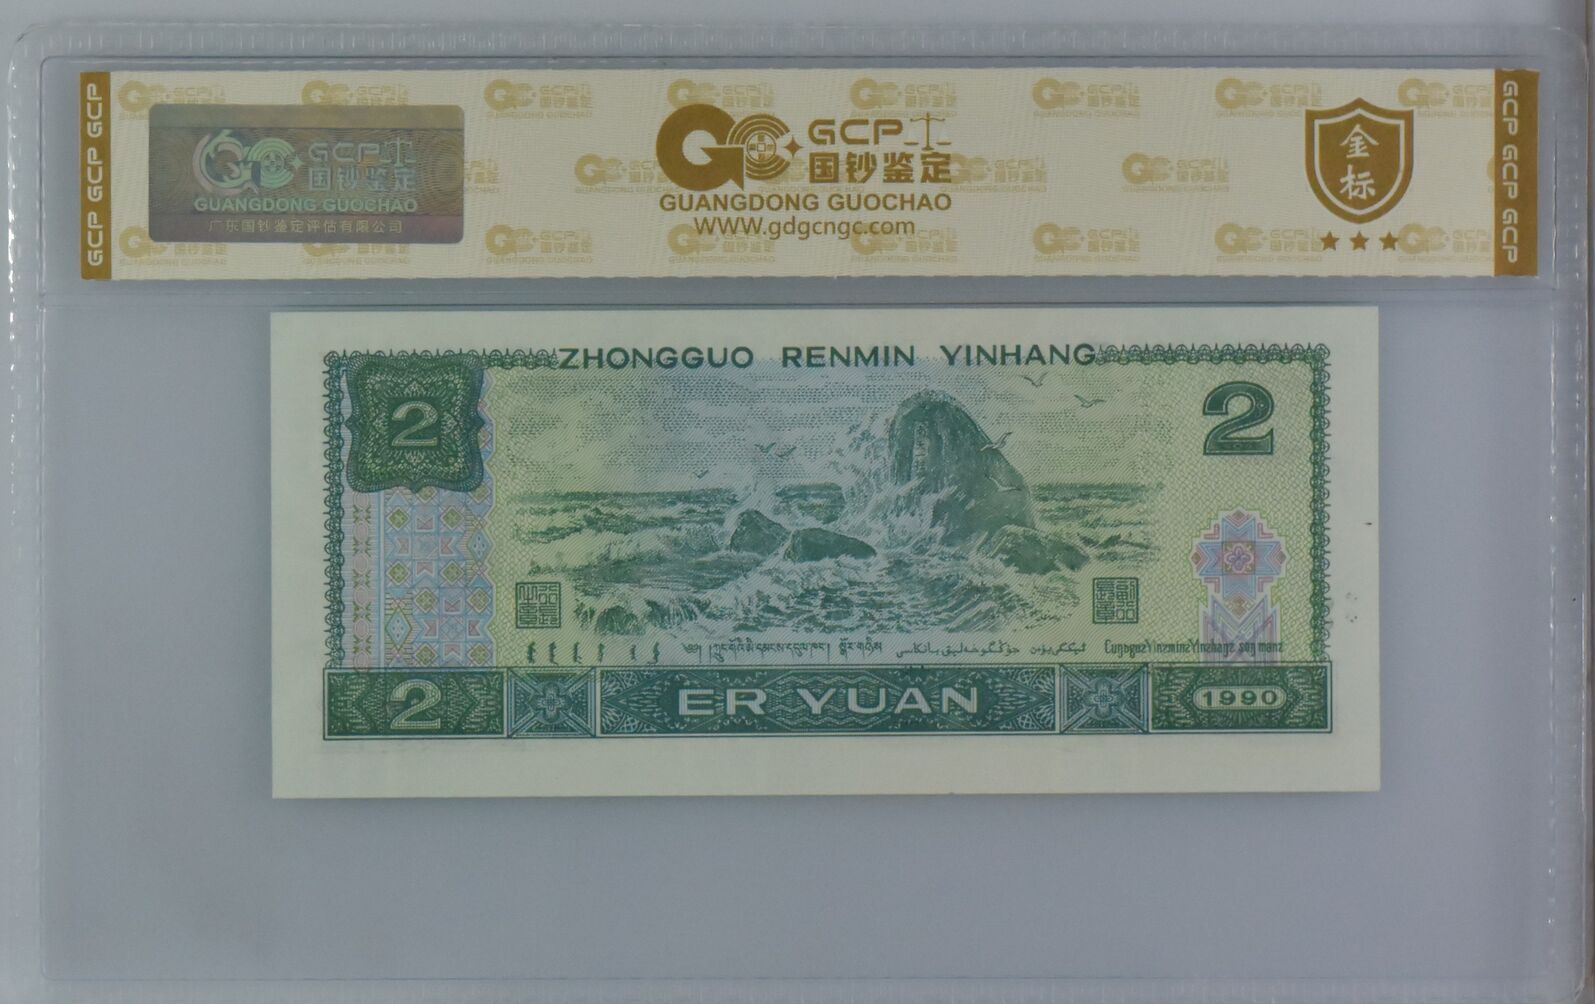 GCP GCP GCP
GCP
国钞鉴定
GUANGDONG GUOCHAO
广东国钞鉴定评估有限公司
GCP
国钞鉴定
GUANGDONG GUOCHAO
WWW.gdgcngc.com
金标
GCP GCP GCP
ZHONGGUO RENMIN YINHANG
2
2
2
ER YUAN
1990